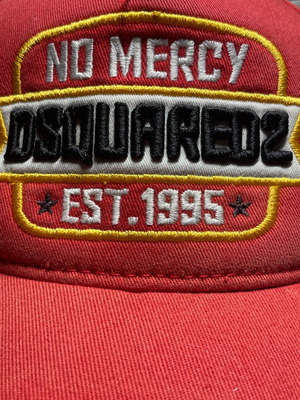 NO MERCY
DSQUARED2
EST. 1995